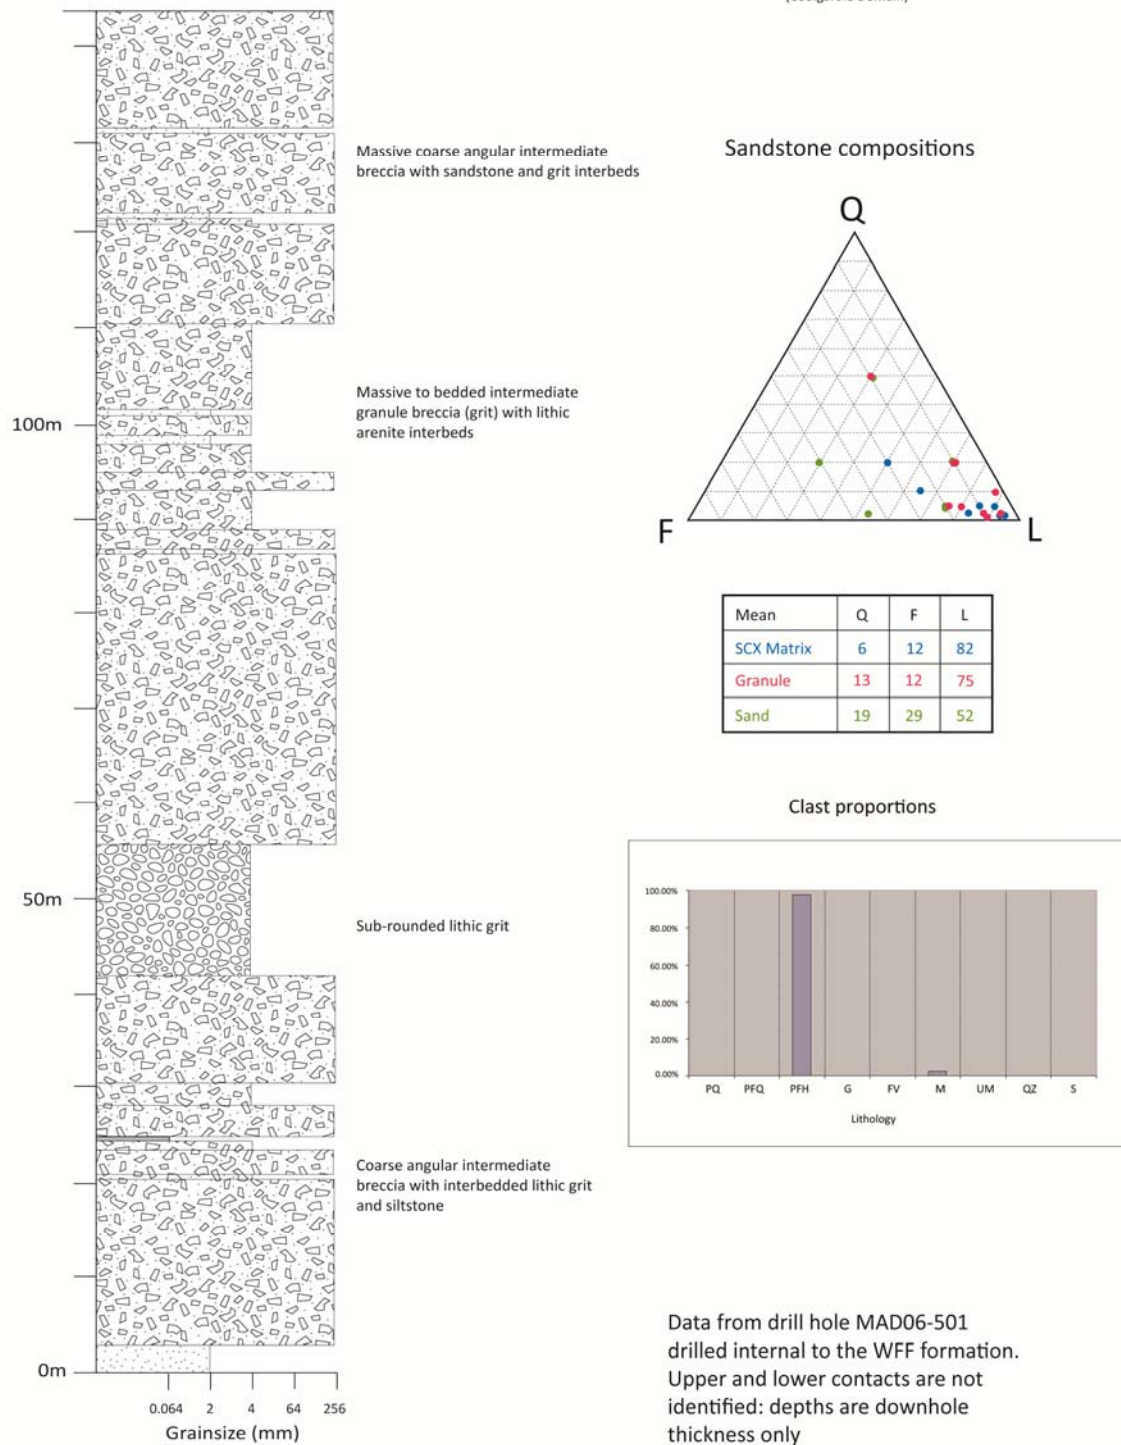 Massive coarse angular intermediate
breccia with sandstone and grit interbeds
Massive to bedded intermediate
granule breccia (grit) with lithic
arenite interbeds
Sub-rounded lithic grit
Coarse angular intermediate
breccia with interbedded lithic grit
and siltstone
100m
50m
0m
0.064 2 4 64 256
Grainsize (mm)
Sandstone compositions
Q
F L
Mean Q F L
SCX Matrix 6 12 82
Granule 13 12 75
Sand 19 29 52
Clast proportions
100.00%
80.00%
60.00%
40.00%
20.00%
0.00%
PQ PFQ PFH G FV M UM QZ S
Lithology
Data from drill hole MAD06-501
drilled internal to the WFF formation.
Upper and lower contacts are not
identified: depths are downhole
thickness only